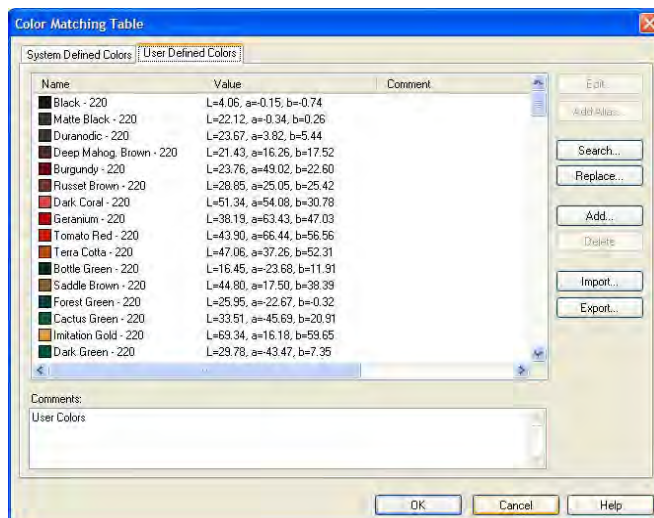 Color Matching Table
System Defined Colors User Defined Colors
Name Value Comment
Black - 220 L=4.06, a=-0.15, b=-0.74
Matte Black - 220 L=22.12, a=-0.34, b=0.26
Duranodic - 220 L=23.67, a=3.82, b=5.44
Deep Mahog. Brown - 220 L=21.43, a=16.26, b=17.52
Burgundy - 220 L=23.76, a=49.02, b=22.60
Russet Brown - 220 L=28.85, a=25.05, b=25.42
Dark Coral - 220 L=51.34, a=54.08, b=30.78
Geranium - 220 L=38.19, a=63.43, b=47.03
Tomato Red - 220 L=43.90, a=66.44, b=56.56
Terra Cotta - 220 L=47.06, a=37.26, b=52.31
Bottle Green - 220 L=16.45, a=-23.68, b=11.91
Saddle Brown - 220 L=44.80, a=17.50, b=38.39
Forest Green - 220 L=25.95, a=-22.67, b=-0.32
Cactus Green - 220 L=33.51, a=-45.69, b=20.91
Imitation Gold - 220 L=69.34, a=16.18, b=59.65
Dark Green - 220 L=29.78, a=-43.47, b=7.35
Edit...
Add Alias...
Search...
Replace...
Add...
Delete
Import...
Export...
Comments:
User Colors
OK Cancel Help